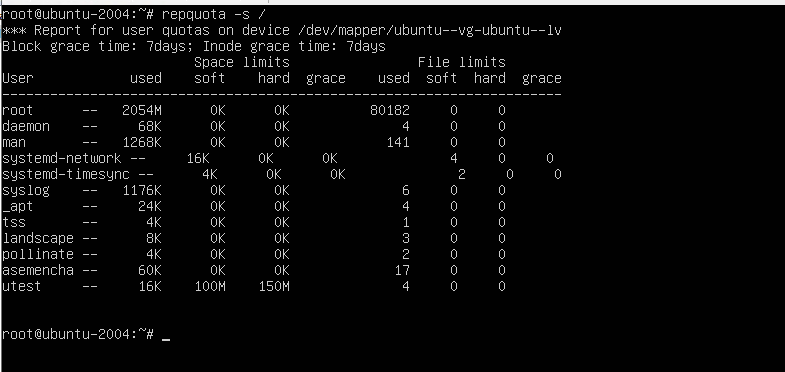 root@ubuntu-2004:~# repquota -s /
*** Report for user quotas on device /dev/mapper/ubuntu--vg-ubuntu--lv
Block grace time: 7days; Inode grace time: 7days
                        Space limits                File limits
User            used    soft    hard  grace    used  soft  hard  grace
----------------------------------------------------------------------
root      --   2054M      0K      0K          80182     0     0
daemon    --     68K      0K      0K              4     0     0
man       --   1268K      0K      0K            141     0     0
systemd-network --     16K      0K      0K              4     0     0
systemd-timesync --      4K      0K      0K              2     0     0
syslog    --   1176K      0K      0K              6     0     0
_apt      --     24K      0K      0K              4     0     0
tss       --      4K      0K      0K              1     0     0
landscape --      8K      0K      0K              3     0     0
pollinate --      4K      0K      0K              2     0     0
asemencha --     60K      0K      0K             17     0     0
utest     --     16K    100M    150M              4     0     0
root@ubuntu-2004:~# _